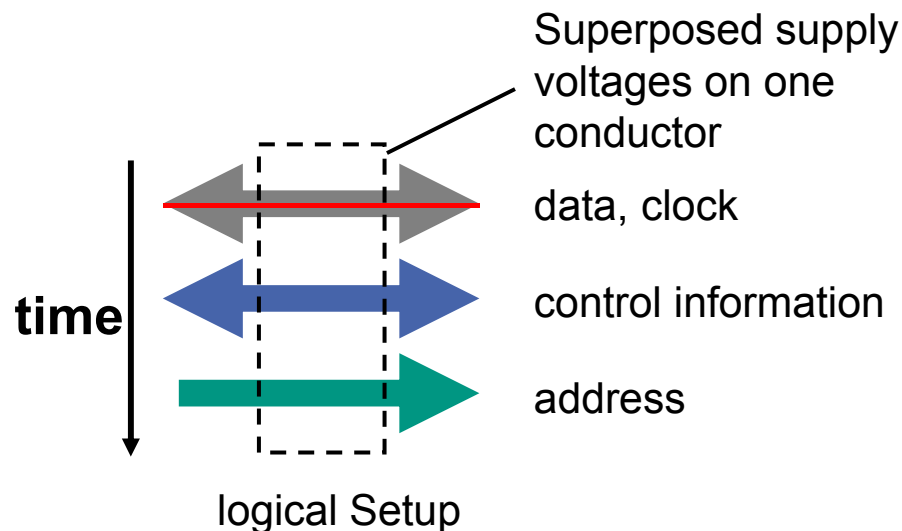 Superposed supply
voltages on one
conductor
data, clock
control information
time
address
logical Setup